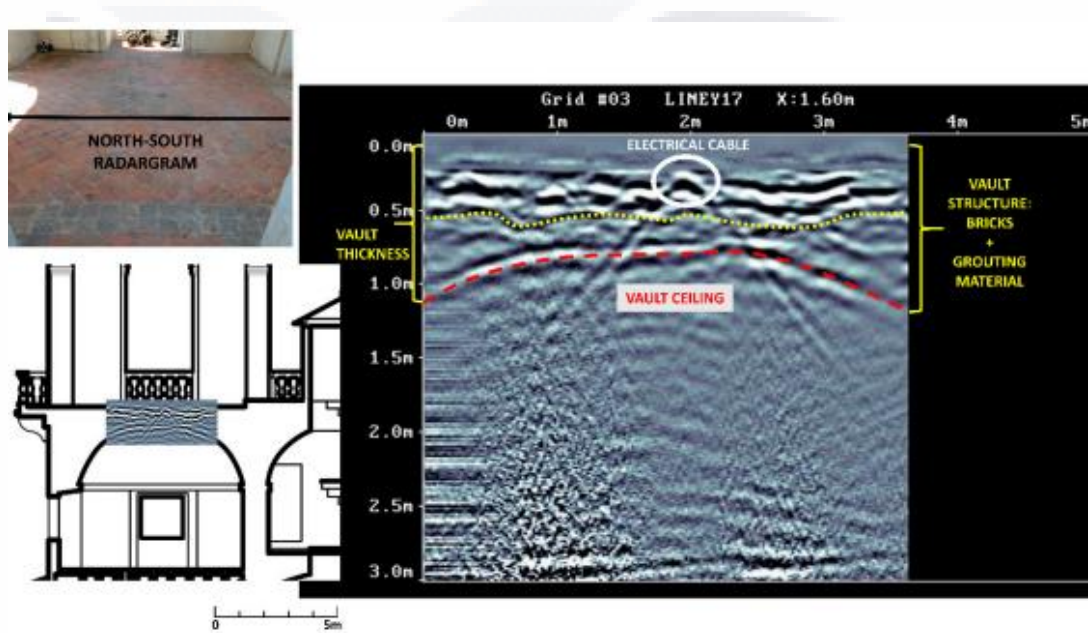 NORTH-SOUTH
RADARGRAM
Grid #03 LINEY17 X:1.60m
0m 1m 2m 3m 4m 5m
ELECTRICAL CABLE
0.0m
0.5m
1.0m
1.5m
2.0m
2.5m
3.0m
VAULT
THICKNESS
VAULT CEILING
VAULT
STRUCTURE:
BRICKS
+
GROUTING
MATERIAL
0 5m